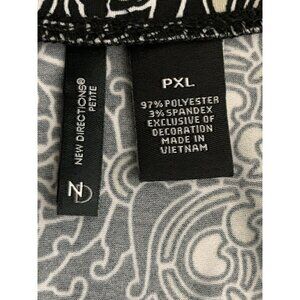 NEW DIRECTIONS®
PETITE
ND
PXL
97% POLYESTER
3% SPANDEX
EXCLUSIVE OF
DECORATION
MADE IN
VIETNAM